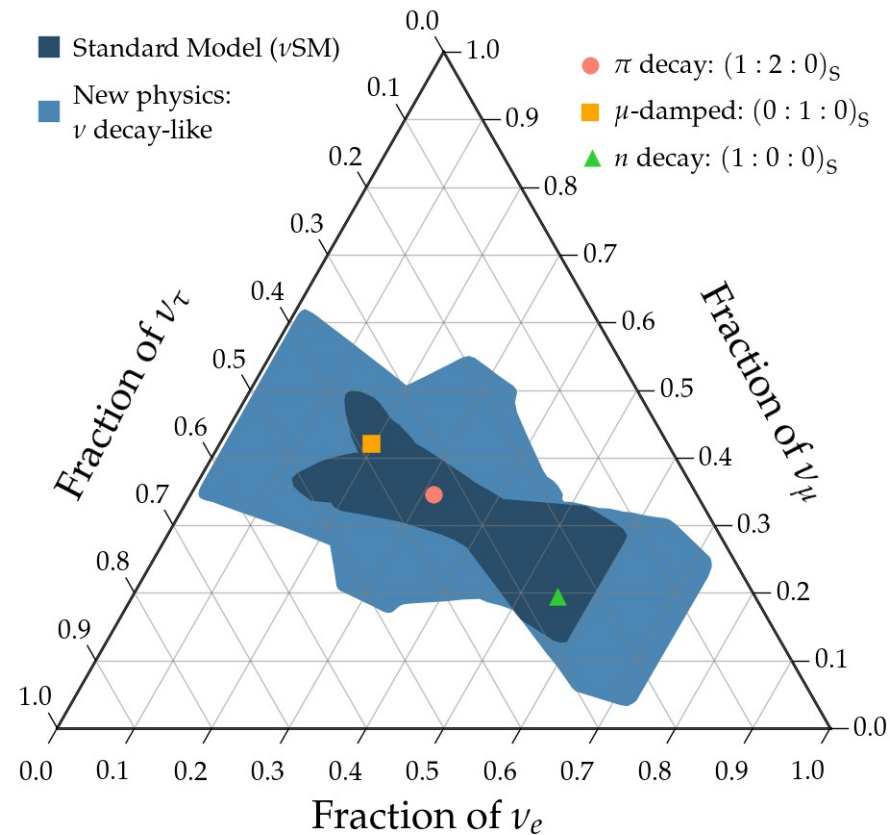 Standard Model (νSM)
New physics:
ν decay-like
π decay: (1 : 2 : 0)S
μ-damped: (0 : 1 : 0)S
n decay: (1 : 0 : 0)S
Fraction of ντ
0.0
0.1
0.2
0.3
0.4
0.5
0.6
0.7
0.8
0.9
1.0
Fraction of νμ
1.0
0.9
0.8
0.7
0.6
0.5
0.4
0.3
0.2
0.1
0.0
0.0 0.1 0.2 0.3 0.4 0.5 0.6 0.7 0.8 0.9 1.0
Fraction of νe